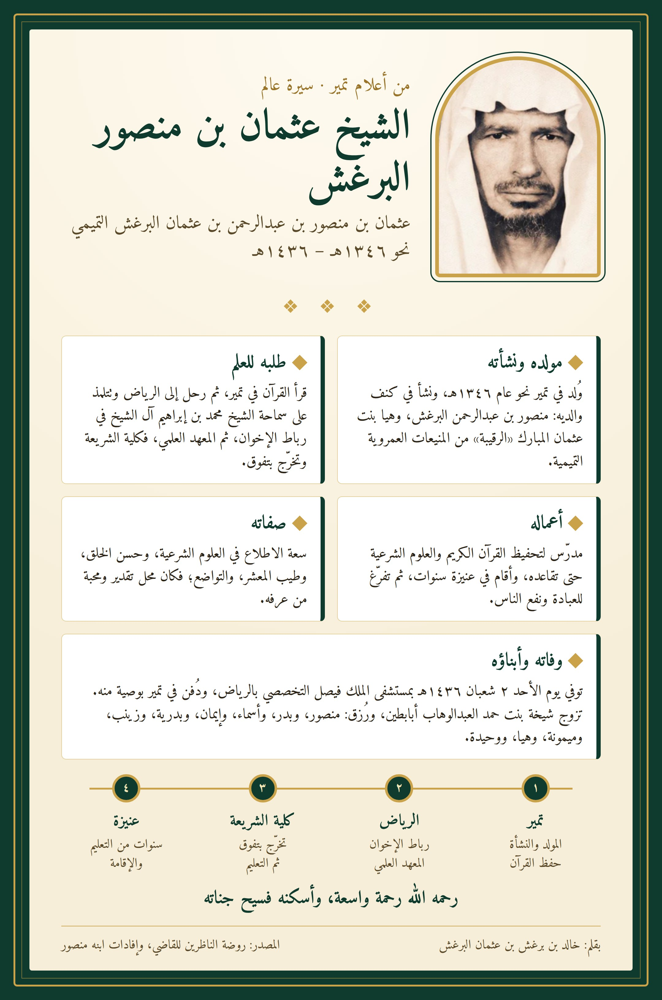 من أعلام تمير · سيرة عالم
الشيخ عثمان بن منصور
البرغش
عثمان بن منصور بن عبدالرحمن بن عثمان البرغش التميمي
نحو ١٣٤٦هـ – ١٤٣٦هـ
مولده ونشأته
وُلد في تمير نحو عام ١٣٤٦هـ، ونشأ في كنف
والديه: منصور بن عبدالرحمن البرغش، وهيا بنت
عثمان المبارك «الرقيبة» من المنيعات العمروية
التميمية.
طلبه للعلم
قرأ القرآن في تمير، ثم رحل إلى الرياض وتتلمذ
على سماحة الشيخ محمد بن إبراهيم آل الشيخ في
رباط الإخوان، ثم المعهد العلمي، فكلية الشريعة
وتخرّج بتفوق.
أعماله
مدرّس لتحفيظ القرآن الكريم والعلوم الشرعية
حتى تقاعده، وأقام في عنيزة سنوات، ثم تفرّغ
للعبادة ونفع الناس.
صفاته
سعة الاطلاع في العلوم الشرعية، وحسن الخلق،
وطيب المعشر، والتواضع؛ فكان محل تقدير ومحبة
من عرفه.
وفاته وأبناؤه
توفي يوم الأحد ٢ شعبان ١٤٣٦هـ بمستشفى الملك فيصل التخصصي بالرياض، ودُفن في تمير بوصية منه.
تزوج شيخة بنت حمد العبدالوهاب أبابطين، ورُزق: منصور، وبدر، وأسماء، وإيمان، وبدرية، وزينب،
وميمونة، وهيا، ووحيدة.
١
تمير
المولد والنشأة
حفظ القرآن
٢
الرياض
رباط الإخوان
المعهد العلمي
٣
كلية الشريعة
تخرّج بتفوق
ثم التعليم
٤
عنيزة
سنوات من التعليم
والإقامة
رحمه الله رحمة واسعة، وأسكنه فسيح جناته
بقلم: خالد بن برغش بن عثمان البرغش
المصدر: روضة الناظرين للقاضي، وإفادات ابنه منصور